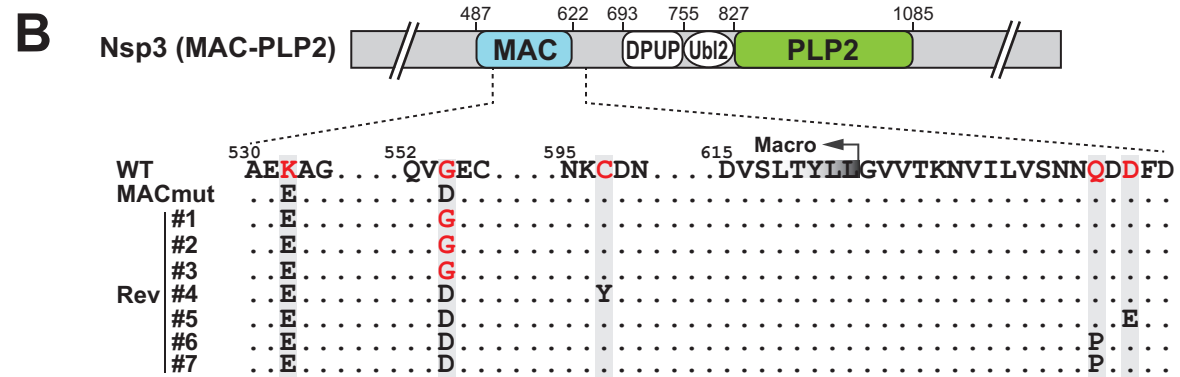 B
487 622 693 755 827 1085
Nsp3 (MAC-PLP2) MAC DPUP Ubl2 PLP2
530 552 595 615 Macro
WT AEKAG....QVGEC....NKCDN....DVSLTYLLGVVTKNVILVSNNQDDFD
MACmut ..E........D.........................................
#1 ..E........G.........................................
#2 ..E........G.........................................
#3 ..E........G.........................................
Rev #4 ..E........D........Y................................
#5 ..E........D......................................E..
#6 ..E........D....................................P....
#7 ..E........D....................................P....